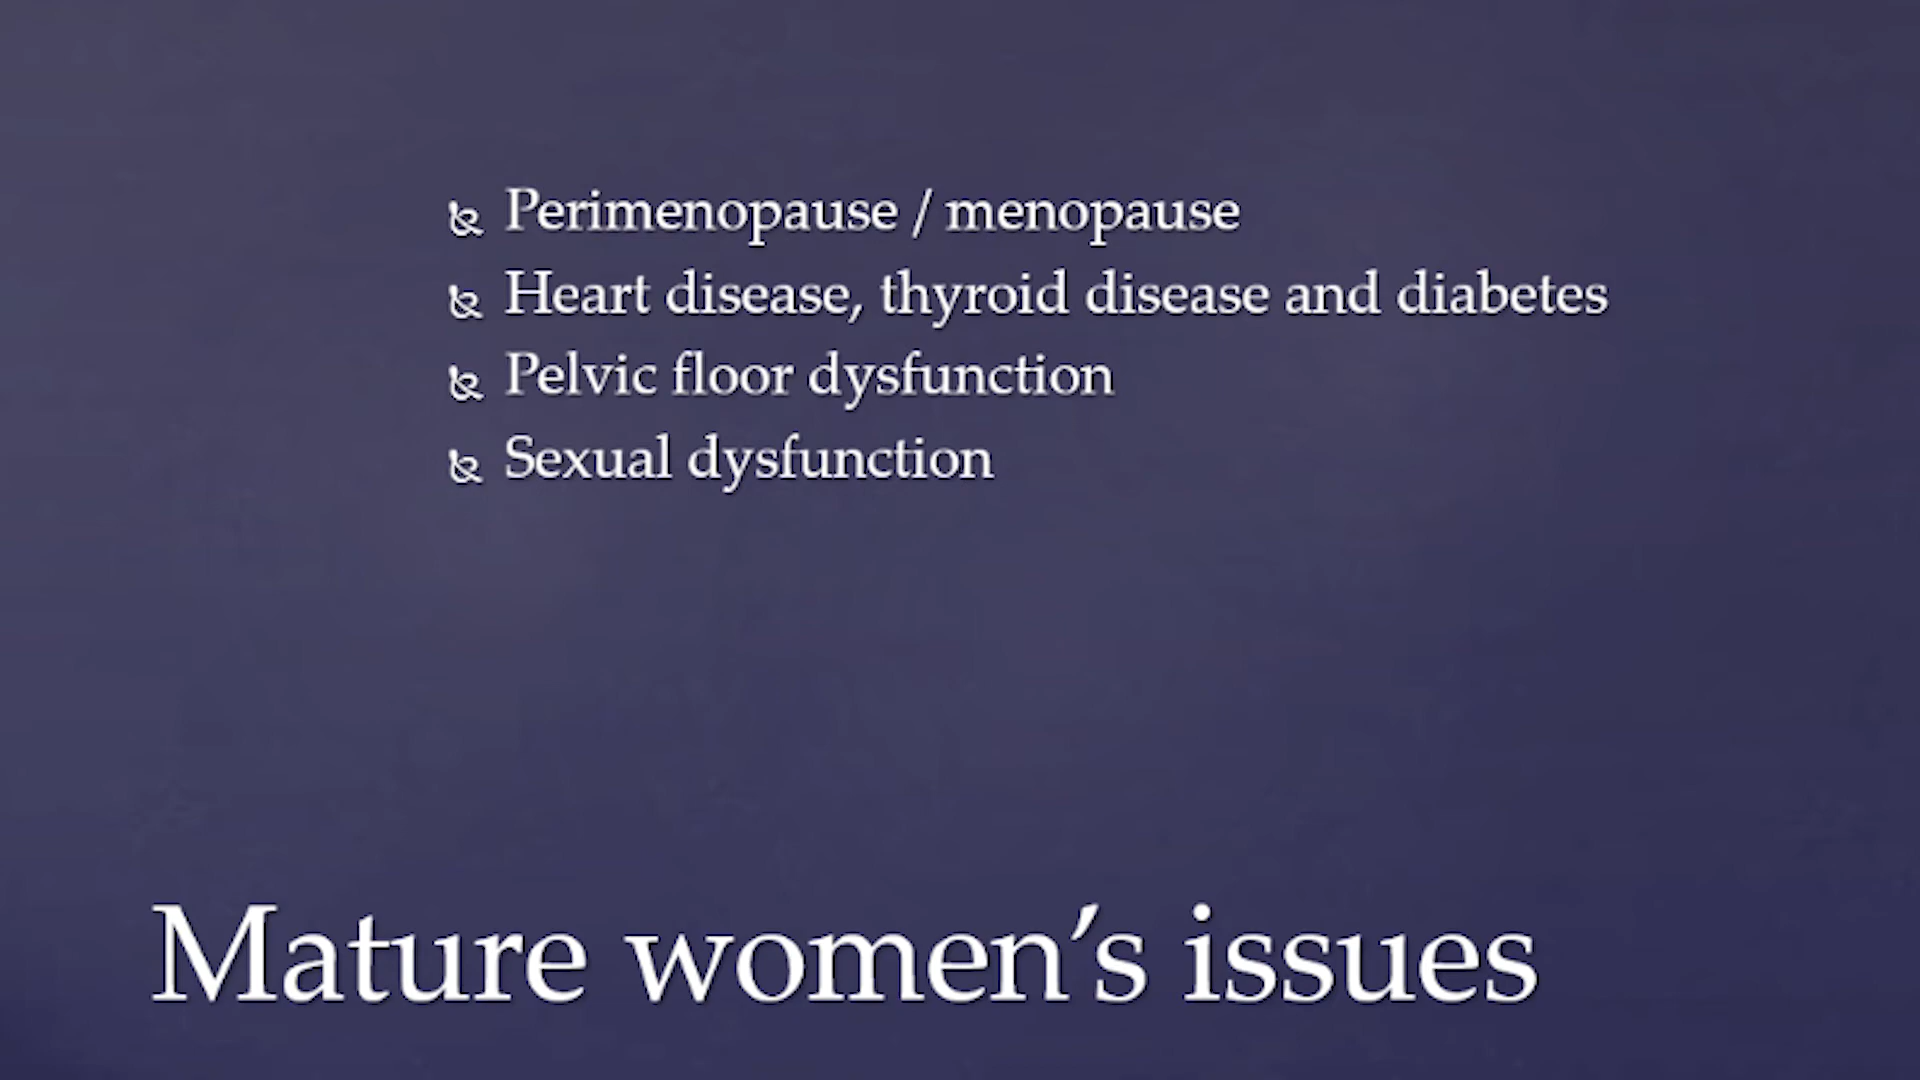 Perimenopause / menopause
Heart disease, thyroid disease and diabetes
Pelvic floor dysfunction
Sexual dysfunction
Mature women’s issues